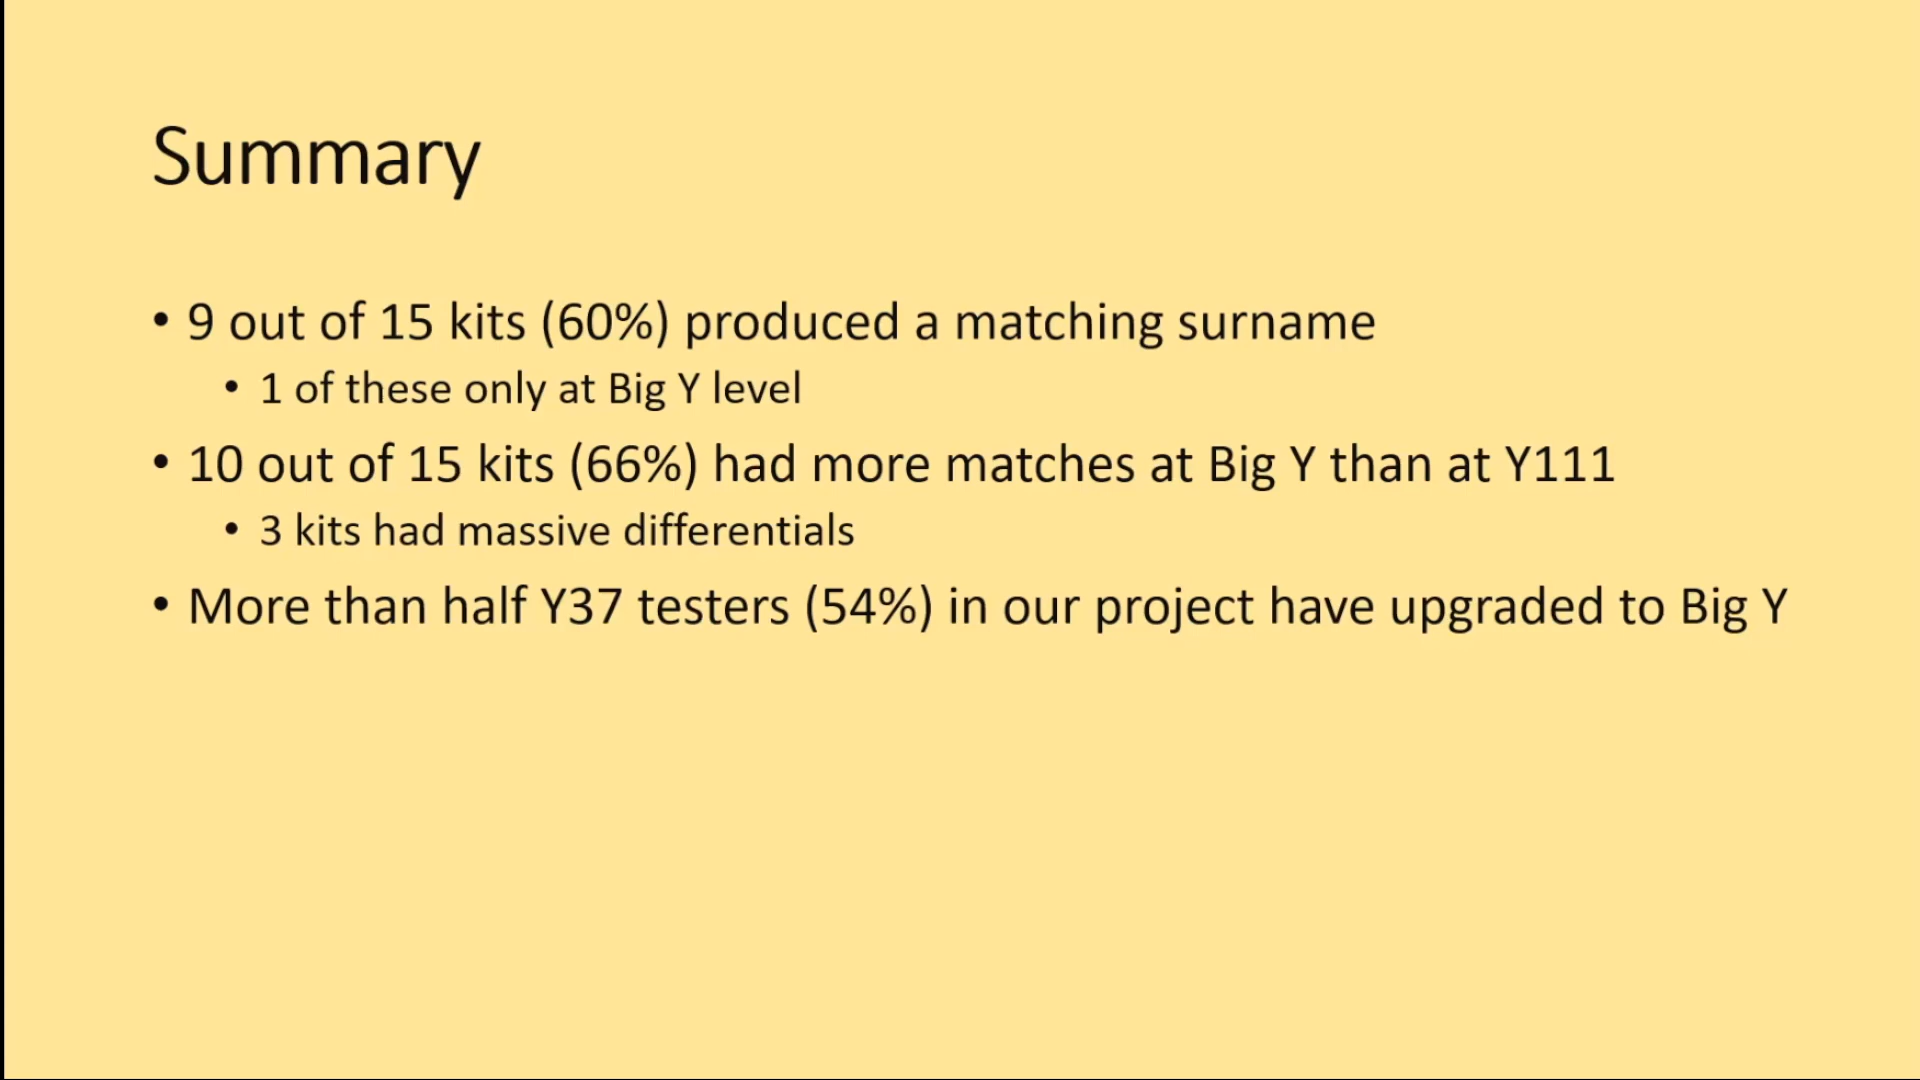 Summary
• 9 out of 15 kits (60%) produced a matching surname
• 1 of these only at Big Y level
• 10 out of 15 kits (66%) had more matches at Big Y than at Y111
• 3 kits had massive differentials
• More than half Y37 testers (54%) in our project have upgraded to Big Y